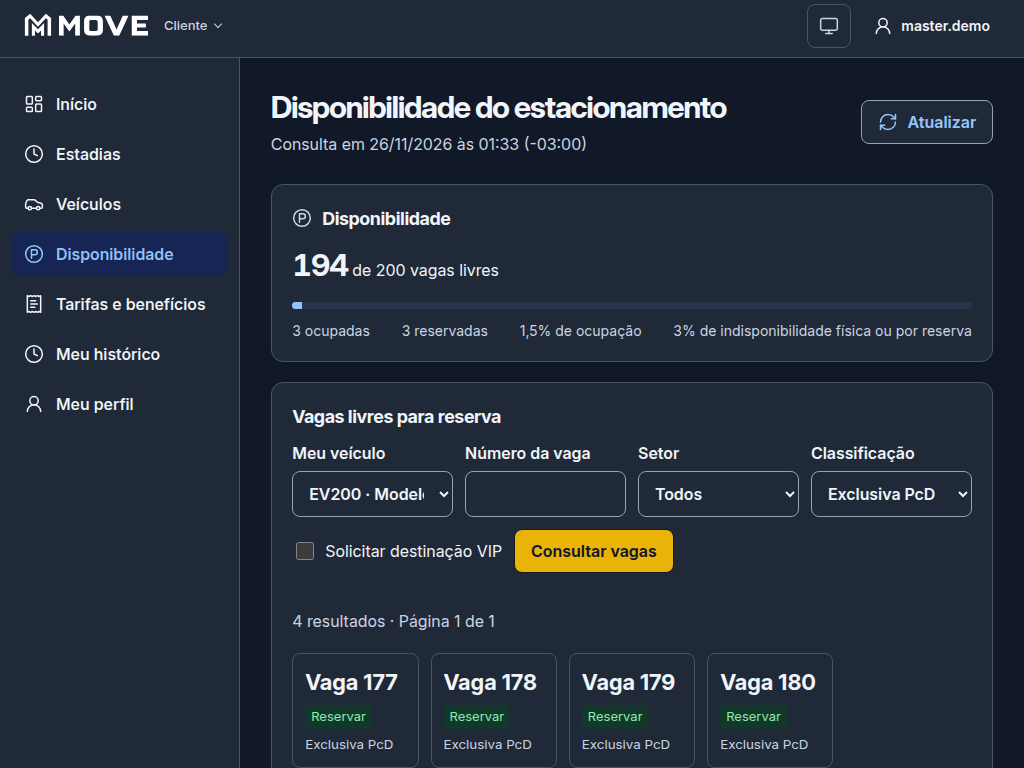 MOVE Cliente master.demo
Início
Estadias
Veículos
Disponibilidade
Tarifas e benefícios
Meu histórico
Meu perfil
Disponibilidade do estacionamento
Consulta em 26/11/2026 às 01:33 (-03:00)
Atualizar
Disponibilidade
194 de 200 vagas livres
3 ocupadas 3 reservadas 1,5% de ocupação 3% de indisponibilidade física ou por reserva
Vagas livres para reserva
Meu veículo Número da vaga Setor Classificação
EV200 · Model Todos Exclusiva PcD
Solicitar destinação VIP Consultar vagas
4 resultados · Página 1 de 1
Vaga 177 Vaga 178 Vaga 179 Vaga 180
Reservar Reservar Reservar Reservar
Exclusiva PcD Exclusiva PcD Exclusiva PcD Exclusiva PcD